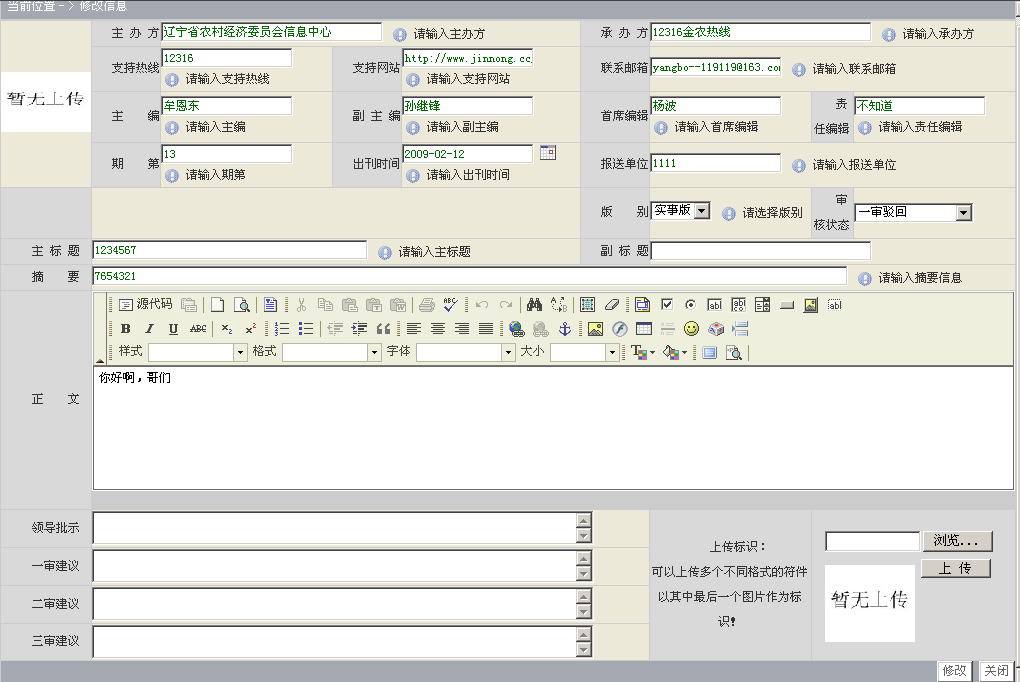 当前位置－＞修改信息
主 办 方 辽宁省农村经济委员会信息中心 请输入主办方 承 办 方 12316金农热线 请输入承办方
支持热线 12316 请输入支持热线 支持网站 http://www.jinnong.cc 请输入支持网站 联系邮箱 yangbo--119119@163.com 请输入联系邮箱
暂无上传
主 编 牟恩东 请输入主编 副 主 编 孙继锋 请输入副主编 首席编辑 杨波 请输入首席编辑 责任编辑 不知道 请输入责任编辑
期 第 13 请输入期第 出刊时间 2009-02-12 请输入出刊时间 报送单位 1111 请输入报送单位
版 别 实事版 请选择版别 审核状态 一审驳回
主 标 题 1234567 请输入主标题 副 标 题
摘 要 7654321 请输入摘要信息
源代码
样式 格式 字体 大小
正 文 你好啊，哥们
领导批示
一审建议
二审建议
三审建议
上传标识：
可以上传多个不同格式的符件
以其中最后一个图片作为标
识!
浏览...
上 传
暂无上传
修改 关闭